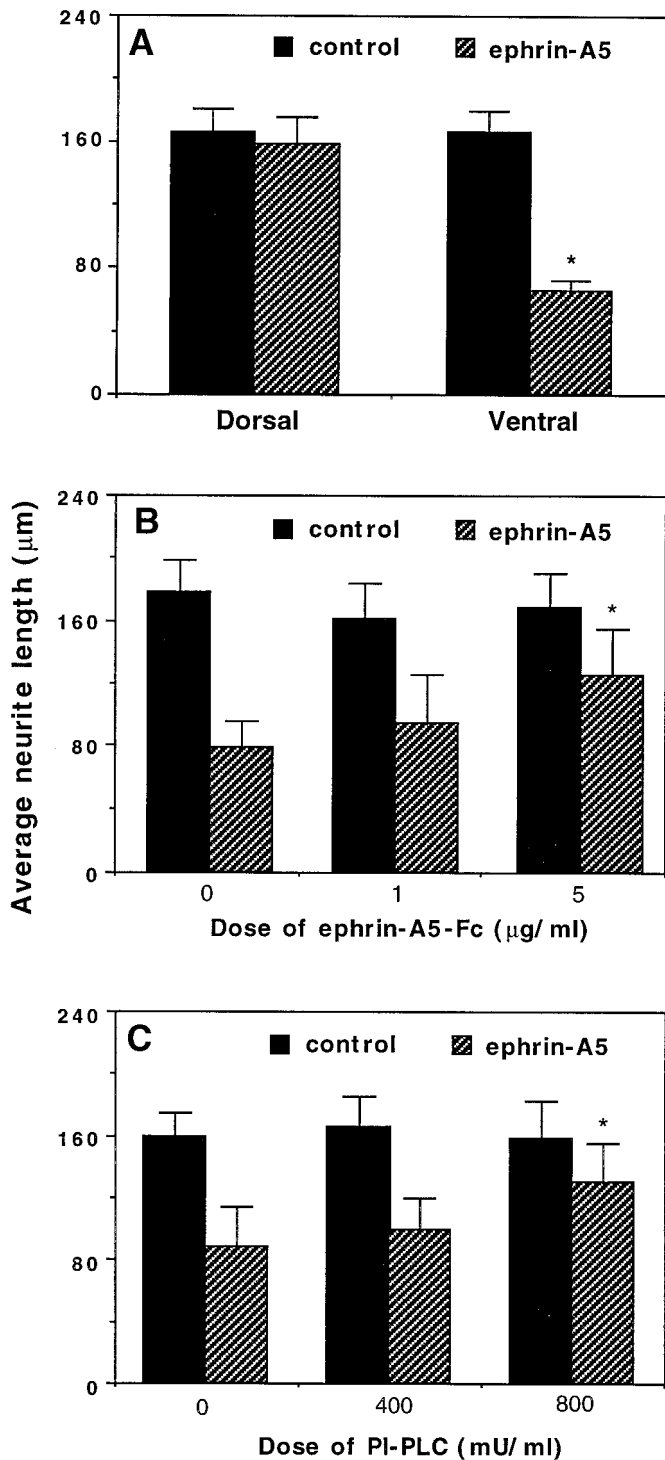 240
A
control
ephrin-A5
160
*
80
0
Dorsal
Ventral
Average neurite length (μm)
240
B
control
ephrin-A5
160
*
80
0
0
1
5
Dose of ephrin-A5-Fc (μg/ ml)
240
C
control
ephrin-A5
160
*
80
0
0
400
800
Dose of PI-PLC (mU/ ml)